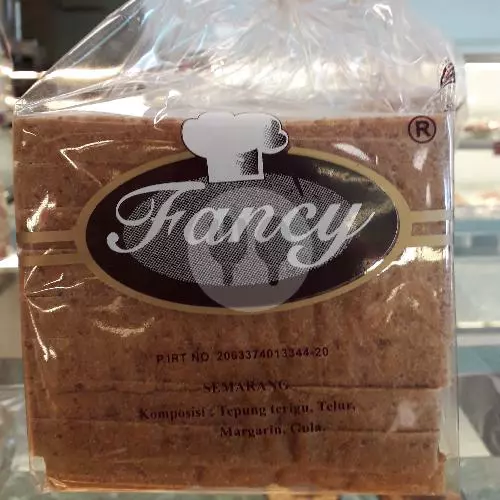 ®
Fancy
P.IRT NO. 2063374013344-20
SEMARANG
Komposisi : Tepung terigu, Telur,
Margarin, Gula.